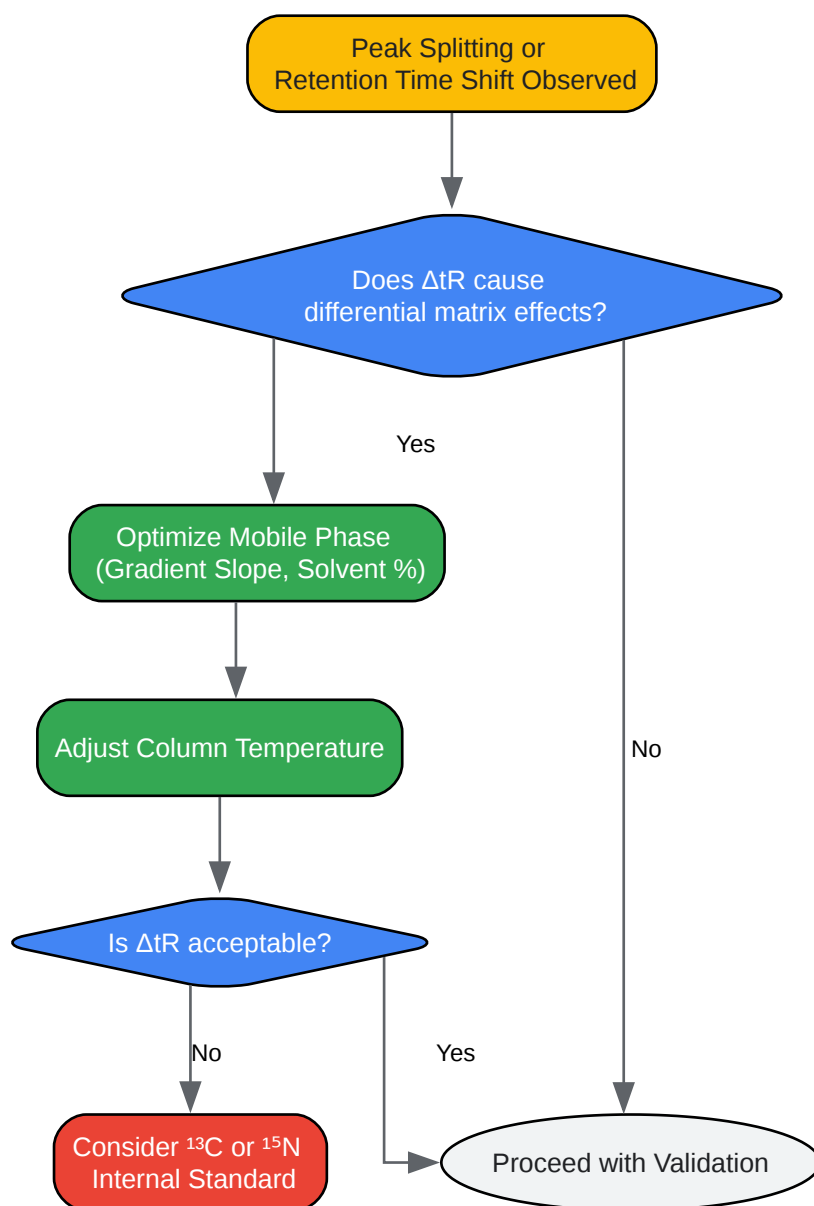 Peak Splitting or
Retention Time Shift Observed
Does ΔtR cause
differential matrix effects?
Yes
Optimize Mobile Phase
(Gradient Slope, Solvent %)
Adjust Column Temperature
No
Is ΔtR acceptable?
No
Yes
Consider ¹³C or ¹⁵N
Internal Standard
Proceed with Validation